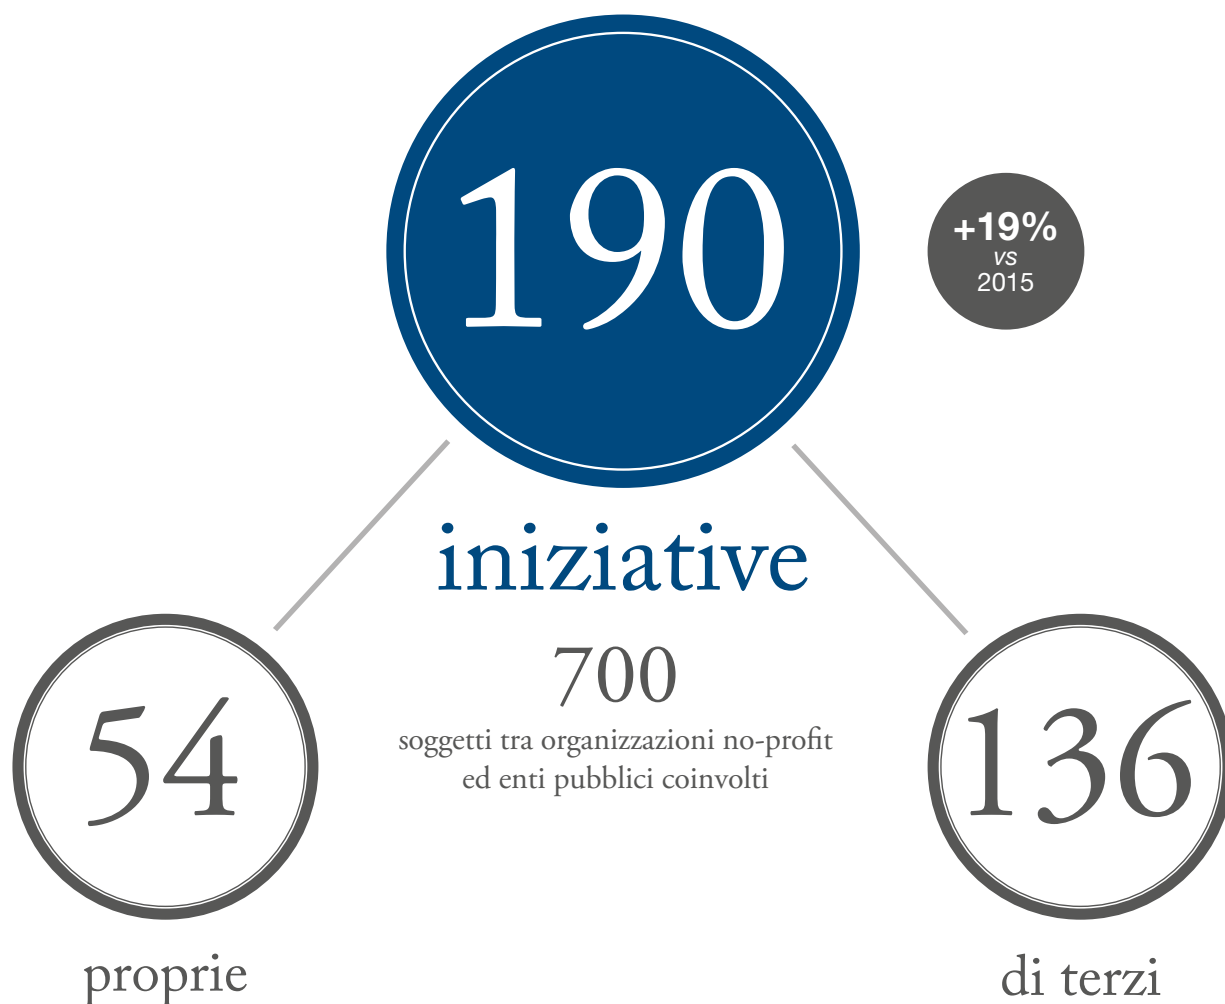 190
+19%
vs
2015
iniziative
700
soggetti tra organizzazioni no-profit
ed enti pubblici coinvolti
54
proprie
136
di terzi